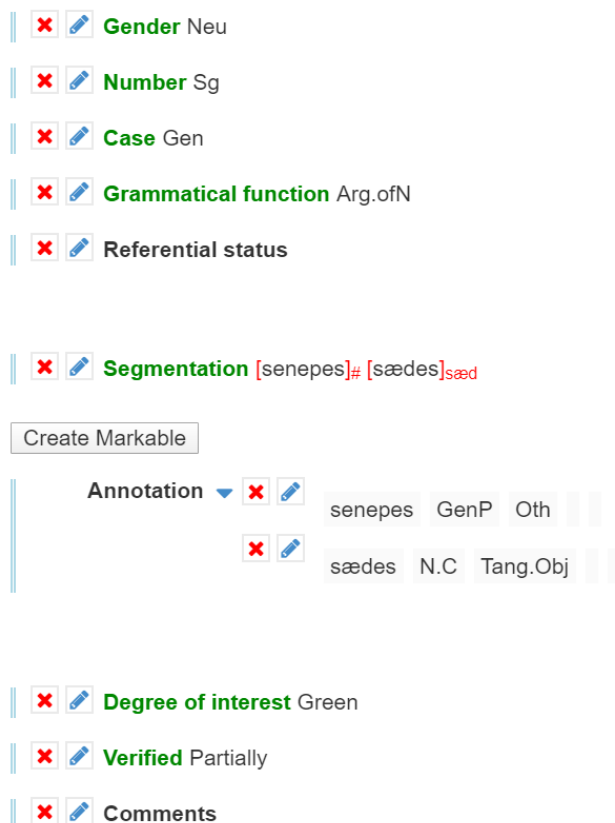 Gender Neu
Number Sg
Case Gen
Grammatical function Arg.ofN
Referential status
Segmentation [senepes]# [sædes]sæd
Create Markable
Annotation
senepes GenP Oth
sædes N.C Tang.Obj
Degree of interest Green
Verified Partially
Comments